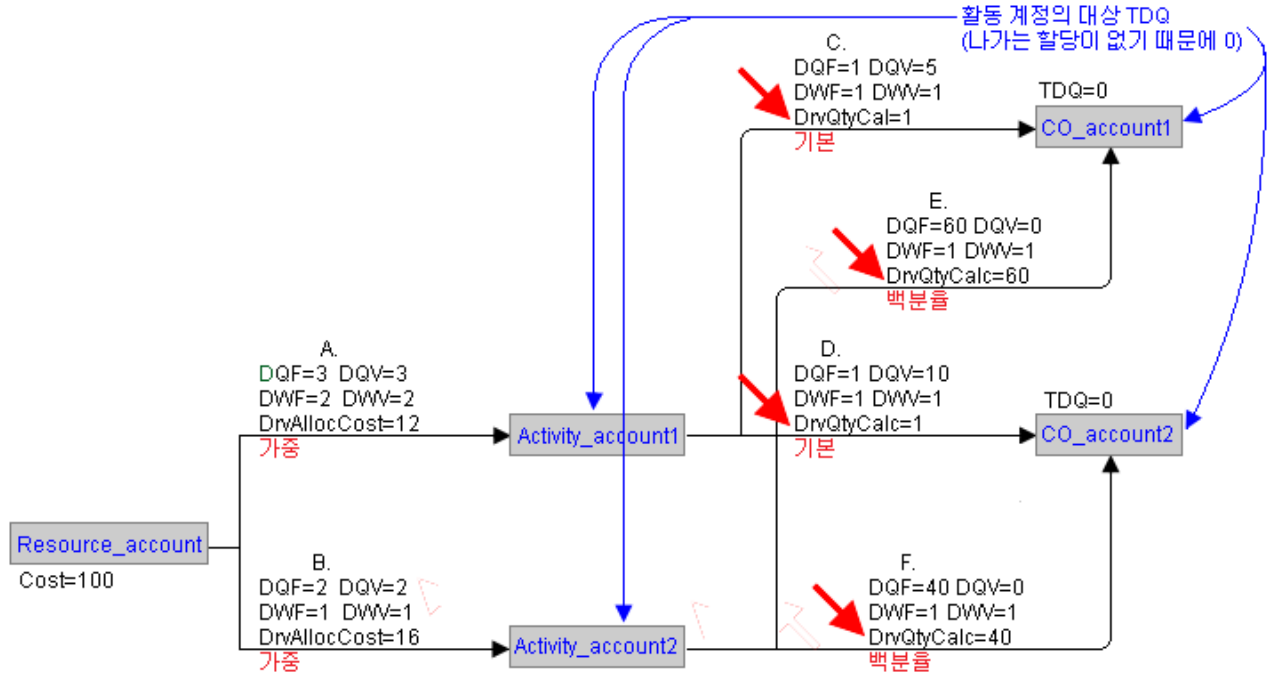 활동 계정의 대상 TDQ
(나가는 할당이 없기 때문에 0)
C.
DQF=1 DQV=5
DWF=1 DWV=1
DrvQtyCal=1
기본
TDQ=0
CO_account1
E.
DQF=60 DQV=0
DWF=1 DWV=1
DrvQtyCalc=60
백분율
A.
DQF=3 DQV=3
DWF=2 DWV=2
DrvAllocCost=12
가중
Activity_account1
D.
DQF=1 DQV=10
DWF=1 DWV=1
DrvQtyCalc=1
기본
TDQ=0
CO_account2
Resource_account
Cost=100
B.
DQF=2 DQV=2
DWF=1 DWV=1
DrvAllocCost=16
가중
Activity_account2
F.
DQF=40 DQV=0
DWF=1 DWV=1
DrvQtyCalc=40
백분율